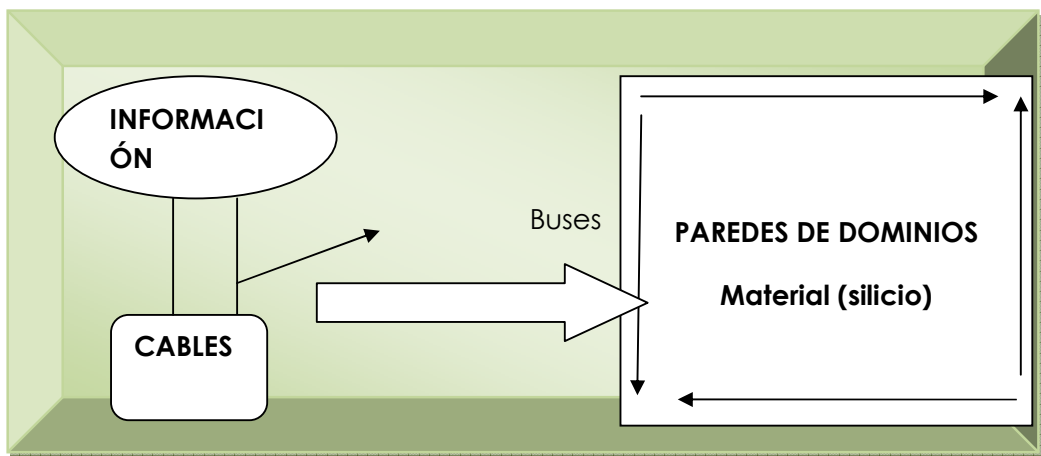 INFORMACI
ÓN
Buses
PAREDES DE DOMINIOS
Material (silicio)
CABLES